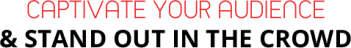 CAPTIVATE YOUR AUDIENCE
& STAND OUT IN THE CROWD